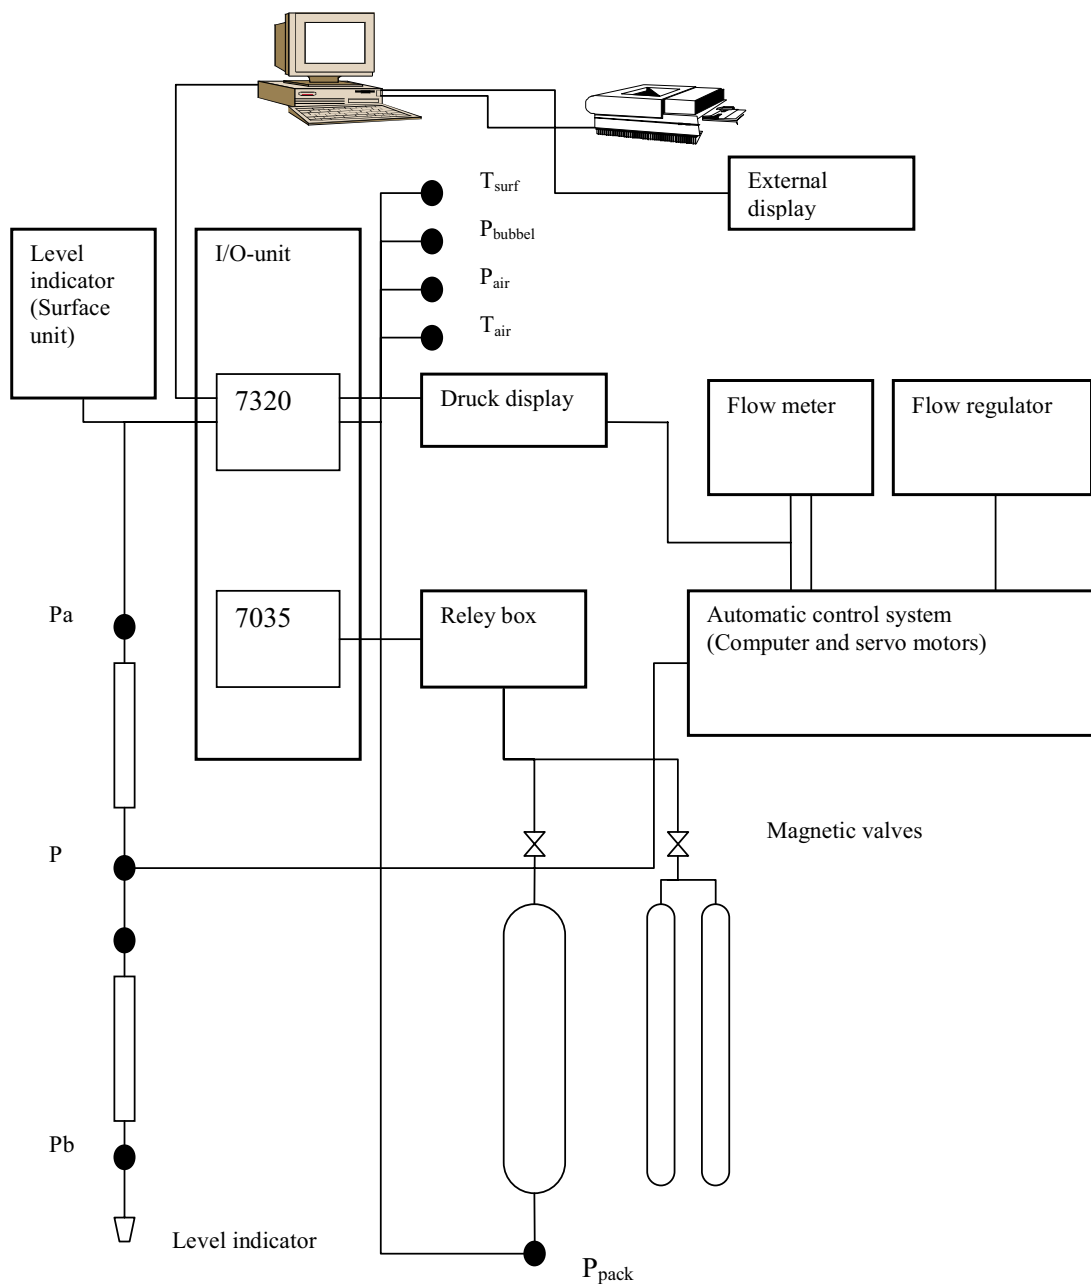 T_surf
External
display
P_bubbel
Level
indicator
(Surface
unit)
I/O-unit
P_air
T_air
7320
Druck display
Flow meter
Flow regulator
Pa
7035
Reley box
Automatic control system
(Computer and servo motors)
Magnetic valves
P
Pb
Level indicator
P_pack